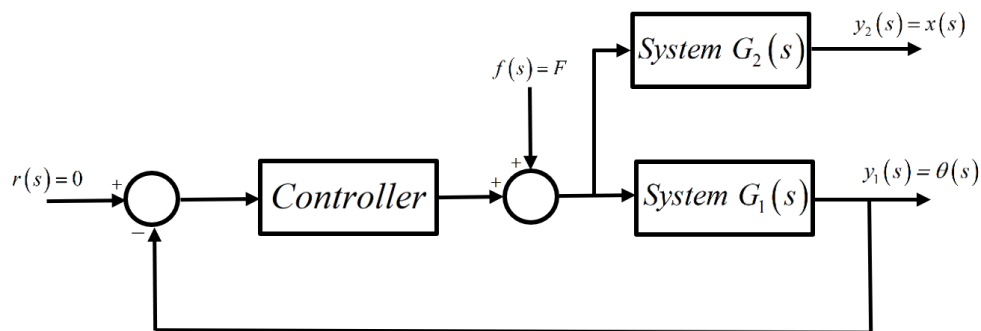 y₂(s) = x(s)
System G₂(s)
f(s) = F
+
r(s) = 0
+
Controller
+
System G₁(s)
y₁(s) = θ(s)
−